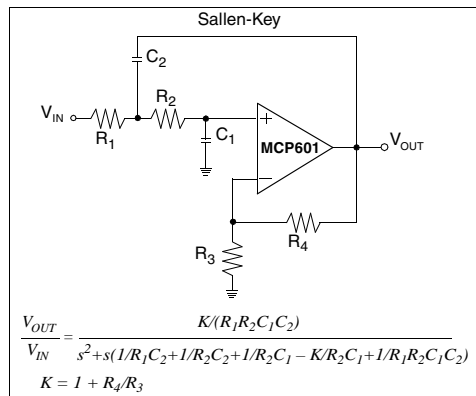 Sallen-Key
C2
R2
VIN
R1
C1
+
MCP601
–
VOUT
R3
R4
VOUT/VIN = K/(R1R2C1C2) / s²+s(1/R1C2+1/R2C2+1/R2C1 – K/R2C1+1/R1R2C1C2)
K = 1 + R4/R3